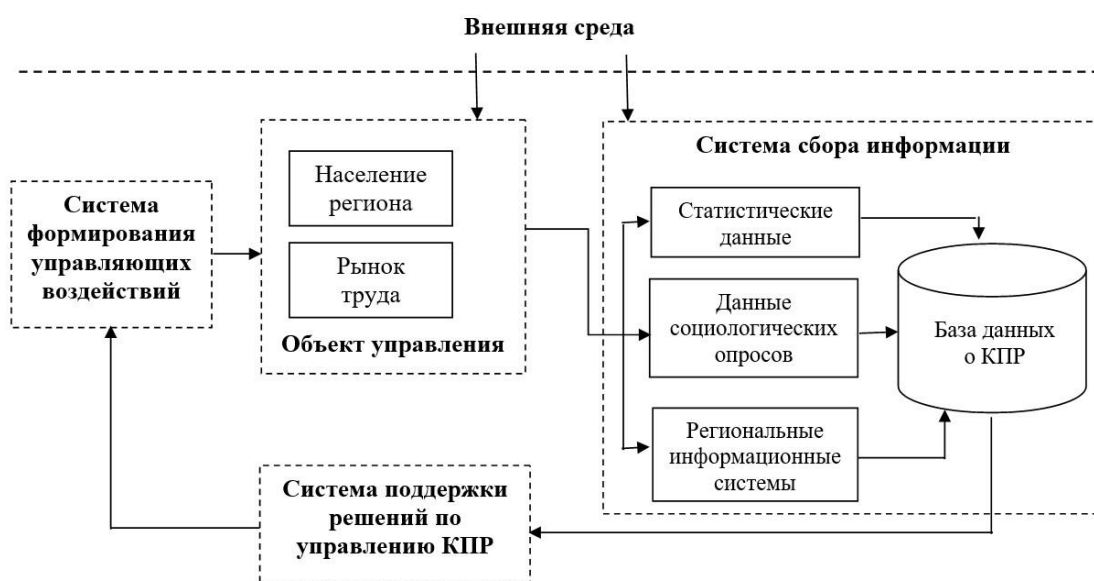 Внешняя среда
Система
формирования
управляющих
воздействий
Население
региона
Рынок
труда
Объект управления
Система сбора информации
Статистические
данные
Данные
социологических
опросов
Региональные
информационные
системы
База данных
о КПР
Система поддержки
решений по
управлению КПР